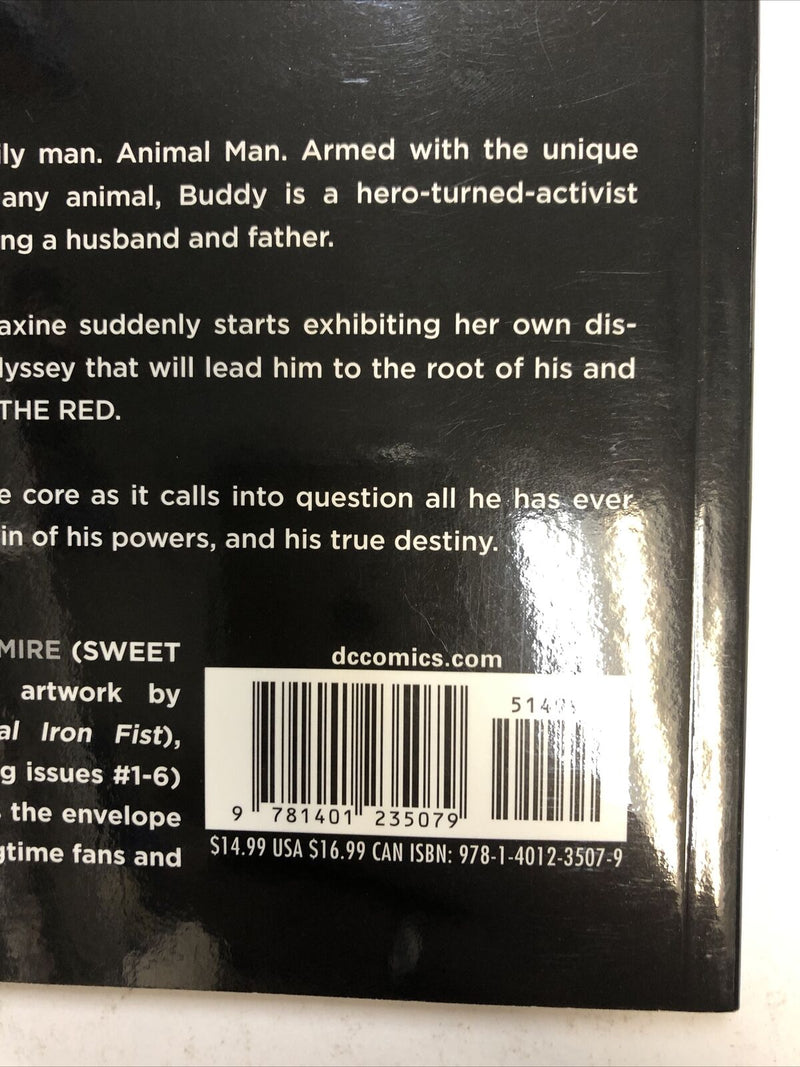 ily man. Animal Man. Armed with the unique
any animal, Buddy is a hero-turned-activist
ng a husband and father.
axine suddenly starts exhibiting her own dis-
lyssey that will lead him to the root of his and
THE RED.
e core as it calls into question all he has ever
in of his powers, and his true destiny.
MIRE (SWEET
artwork by
al Iron Fist),
g issues #1-6)
the envelope
gtime fans and
dccomics.com
9 781401 235079
$14.99 USA $16.99 CAN ISBN: 978-1-4012-3507-9